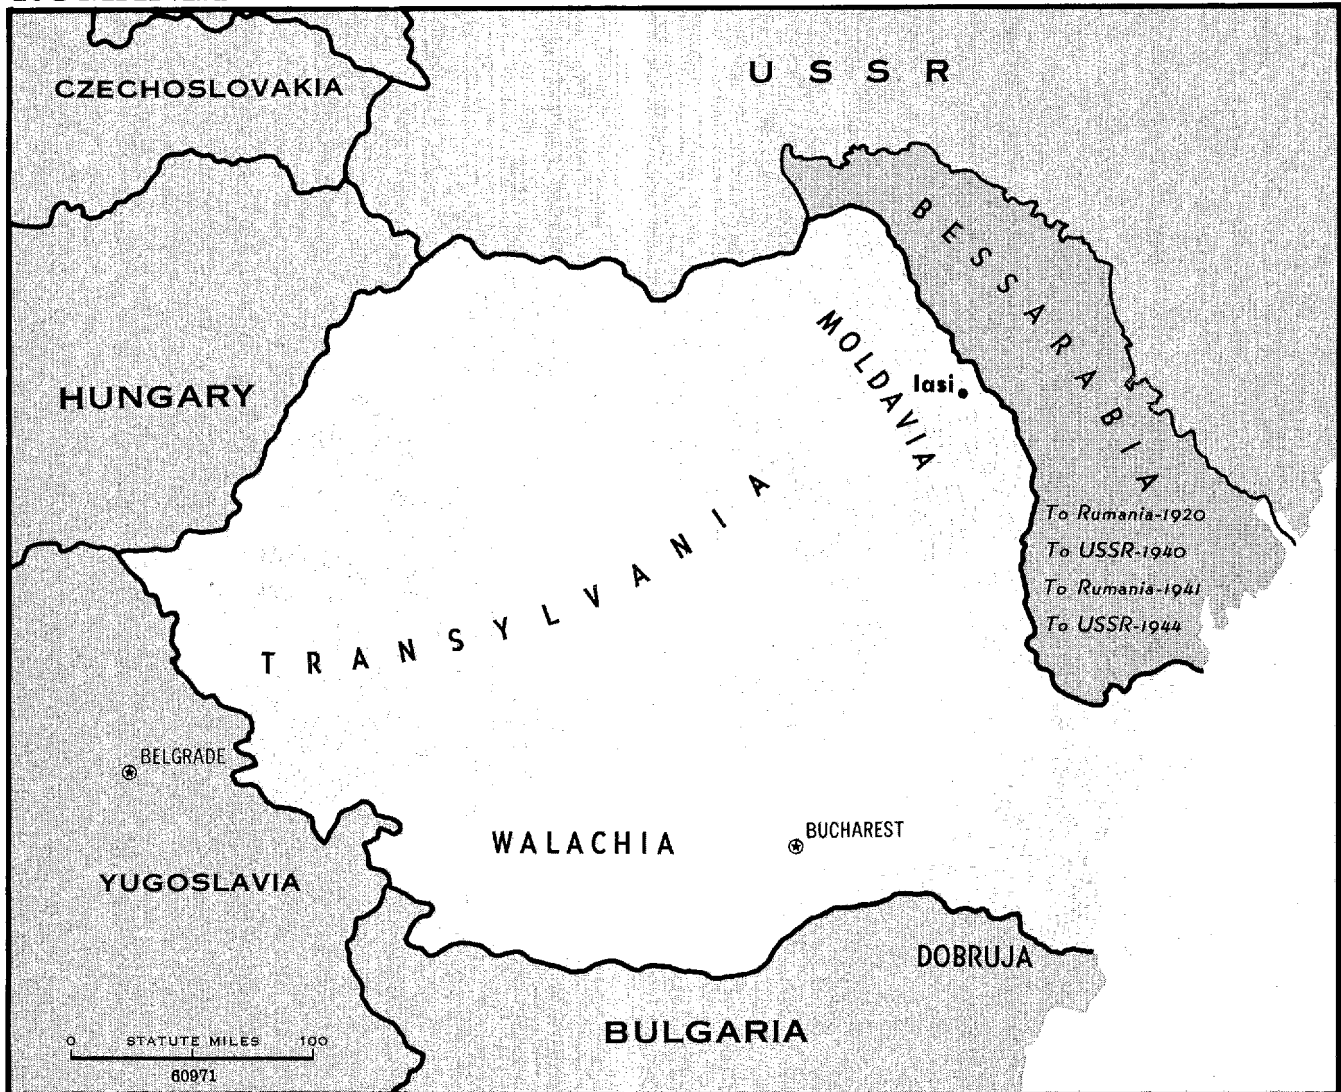 CZECHOSLOVAKIA
USSR
BESSARABIA
MOLDAVIA
Iasi
HUNGARY
To Rumania-1920
To USSR-1940
To Rumania-1941
To USSR-1944
TRANSYLVANIA
BELGRADE
WALACHIA
BUCHAREST
YUGOSLAVIA
DOBRUJA
BULGARIA
0 STATUTE MILES 100
60971